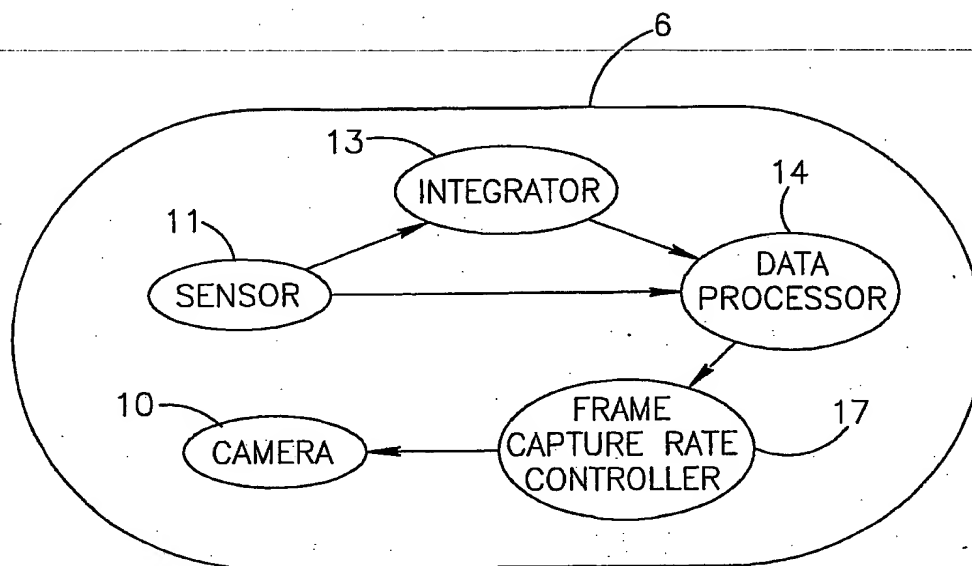 6
13
INTEGRATOR
14
DATA
PROCESSOR
11
SENSOR
10
CAMERA
FRAME
CAPTURE RATE
CONTROLLER
17